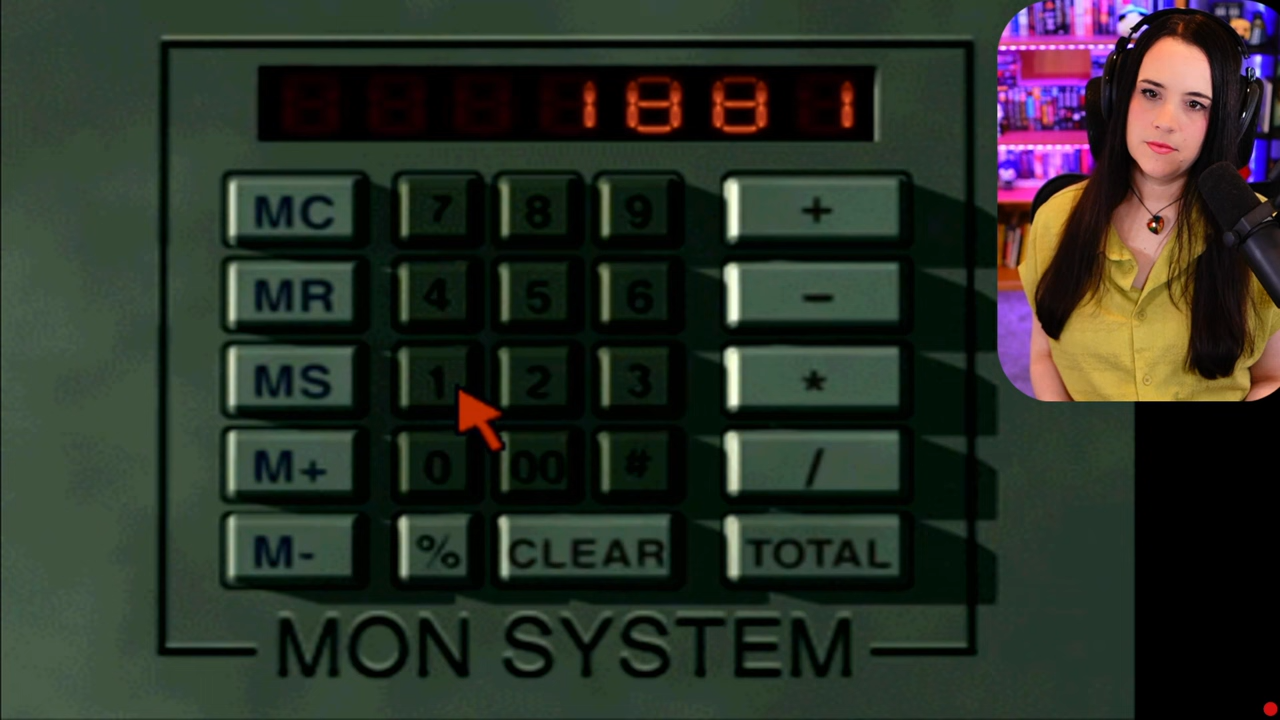 1881
MC 7 8 9 +
MR 4 5 6 -
MS 1 2 3 *
M+ 0 00 # /
M- % CLEAR TOTAL
MON SYSTEM